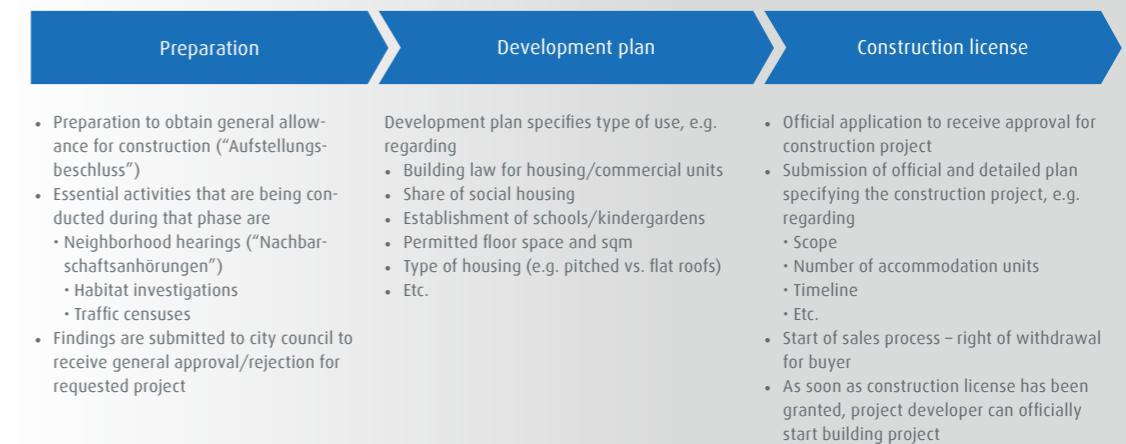 Preparation
Development plan
Construction license
• Preparation to obtain general allow-
ance for construction (“Aufstellungs-
beschluss”)
• Essential activities that are being con-
ducted during that phase are
• Neighborhood hearings (“Nachbar-
schaftsanhörungen”)
• Habitat investigations
• Traffic censuses
• Findings are submitted to city council to
receive general approval/rejection for
requested project
Development plan specifies type of use, e.g.
regarding
• Building law for housing/commercial units
• Share of social housing
• Establishment of schools/kindergardens
• Permitted floor space and sqm
• Type of housing (e.g. pitched vs. flat roofs)
• Etc.
• Official application to receive approval for
construction project
• Submission of official and detailed plan
specifying the construction project, e.g.
regarding
• Scope
• Number of accommodation units
• Timeline
• Etc.
• Start of sales process – right of withdrawal
for buyer
• As soon as construction license has been
granted, project developer can officially
start building project